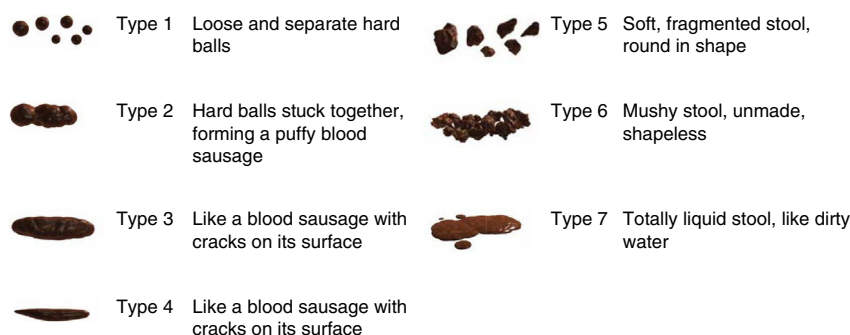 Type 1 Loose and separate hard
balls
Type 2 Hard balls stuck together,
forming a puffy blood
sausage
Type 3 Like a blood sausage with
cracks on its surface
Type 4 Like a blood sausage with
cracks on its surface
Type 5 Soft, fragmented stool,
round in shape
Type 6 Mushy stool, unmade,
shapeless
Type 7 Totally liquid stool, like dirty
water